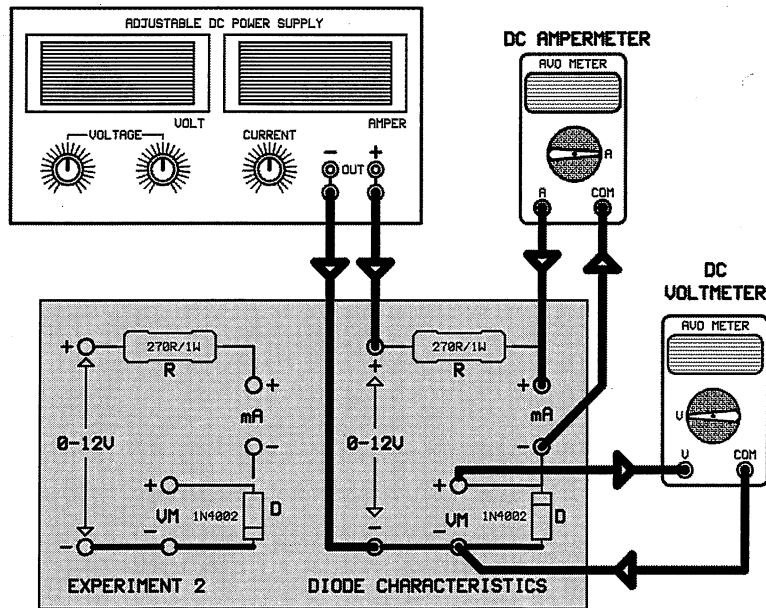 ADJUSTABLE DC POWER SUPPLY
VOLT
AMPER
VOLTAGE
CURRENT
- +
OUT
DC AMPERMETER
AVO METER
A
A COM
DC
VOLTMETER
AVO METER
V
V COM
+ 270R/1W
R
+
mA
-
0-12V
+
VM
1N4002
D
-
-
EXPERIMENT 2
+
270R/1W
R
+
mA
-
0-12V
+
VM
1N4002
D
-
-
DIODE CHARACTERISTICS